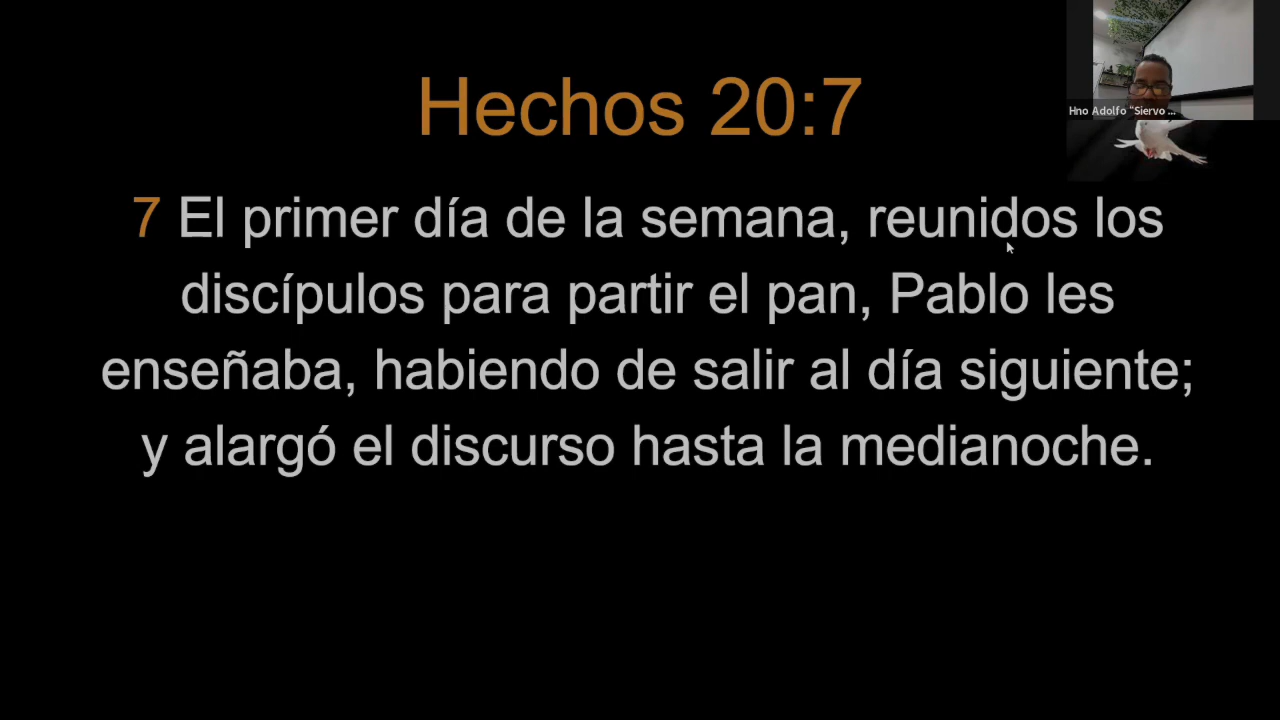 Hechos 20:7
Hno Adolfo "Siervo ...
7 El primer día de la semana, reunidos los
discípulos para partir el pan, Pablo les
enseñaba, habiendo de salir al día siguiente;
y alargó el discurso hasta la medianoche.